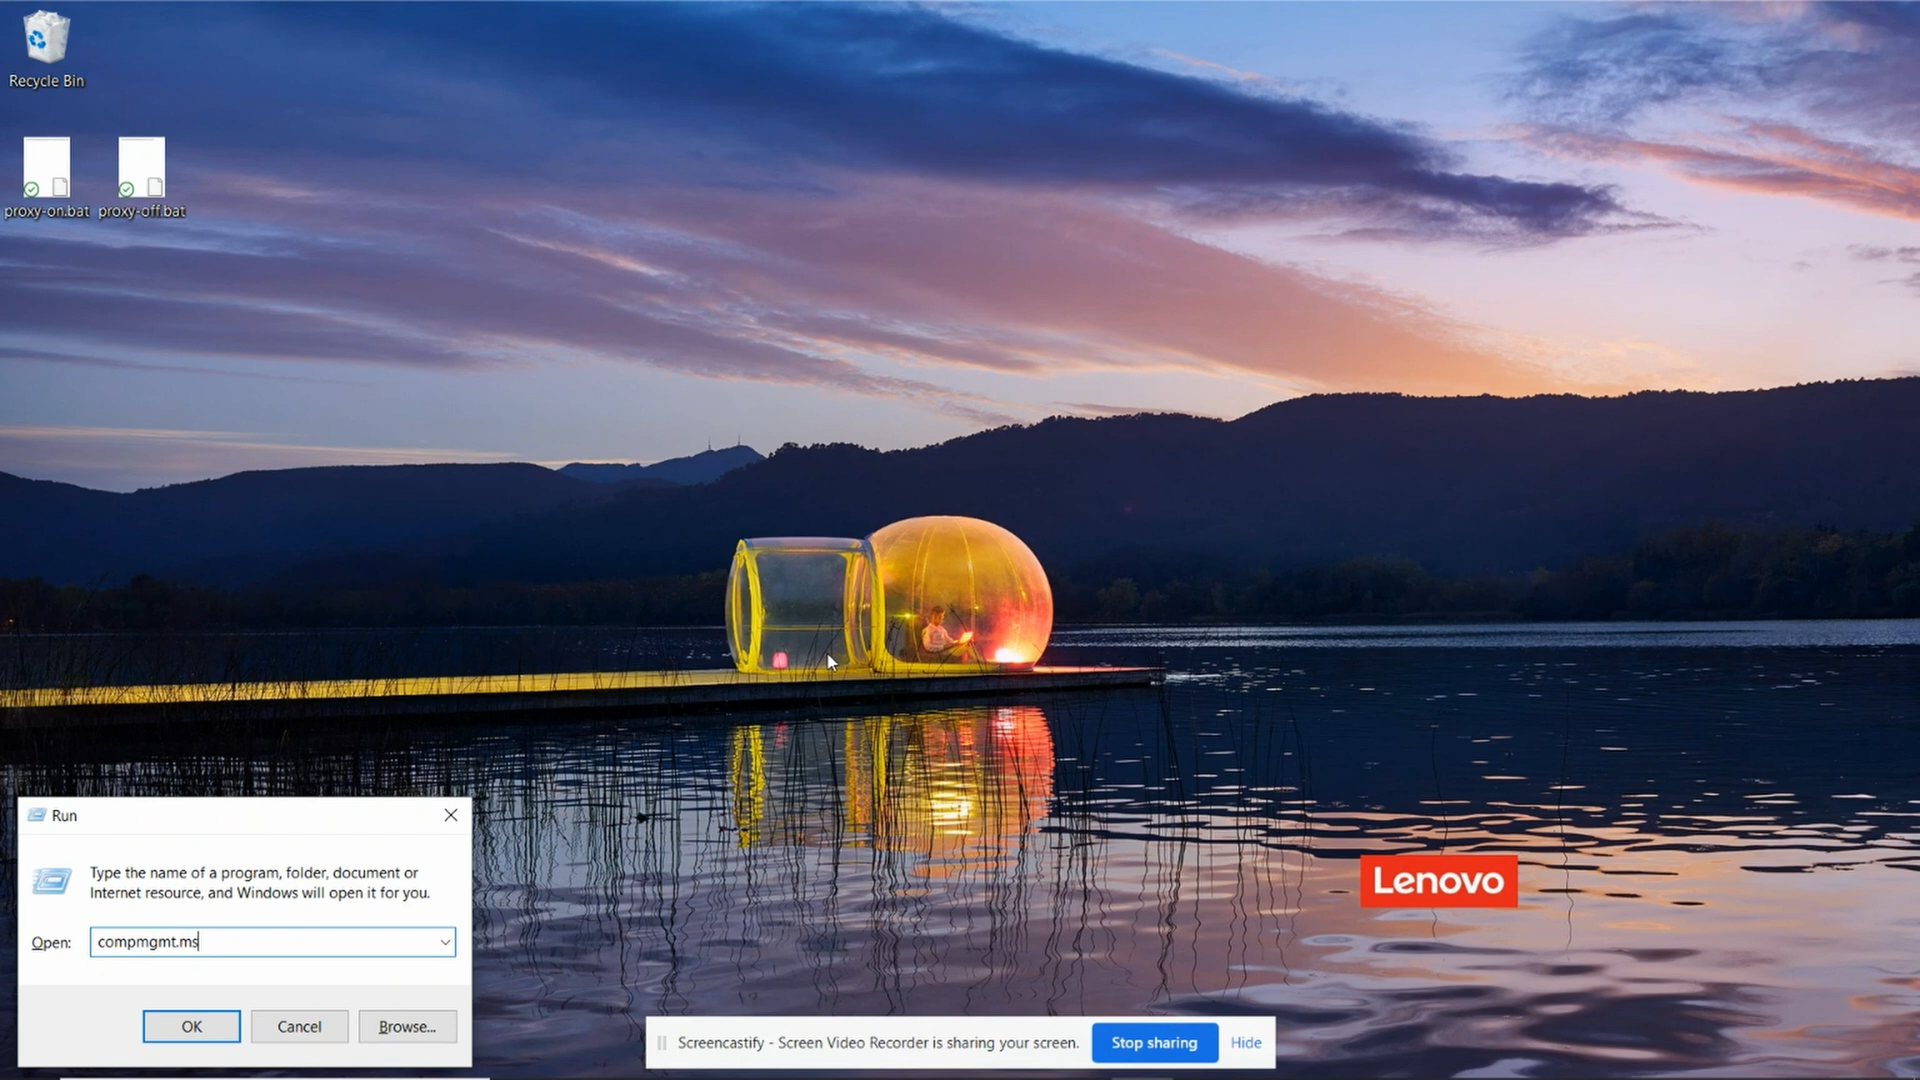 Recycle Bin
proxy-on.bat proxy-off.bat
Run
Type the name of a program, folder, document or
Internet resource, and Windows will open it for you.
Open: compmgmt.ms
OK Cancel Browse...
Lenovo
Screencastify - Screen Video Recorder is sharing your screen. Stop sharing Hide